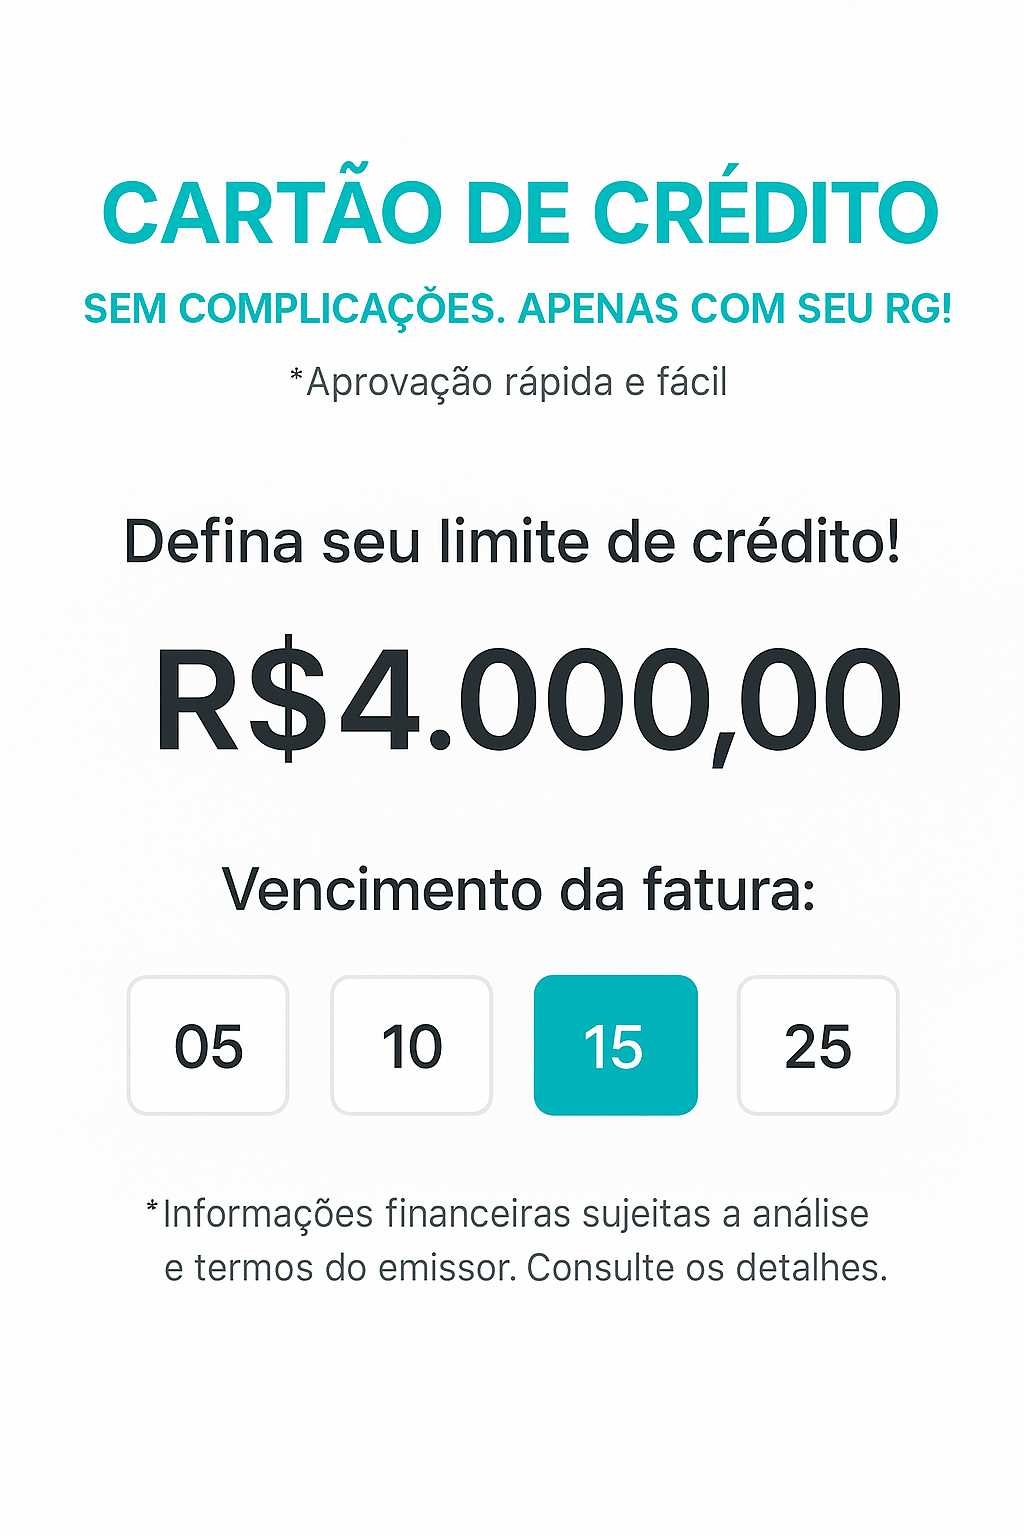 CARTÃO DE CRÉDITO
SEM COMPLICAÇÕES. APENAS COM SEU RG!
*Aprovação rápida e fácil
Defina seu limite de crédito!
R$4.000,00
Vencimento da fatura:
05 10 15 25
*Informações financeiras sujeitas a análise
e termos do emissor. Consulte os detalhes.